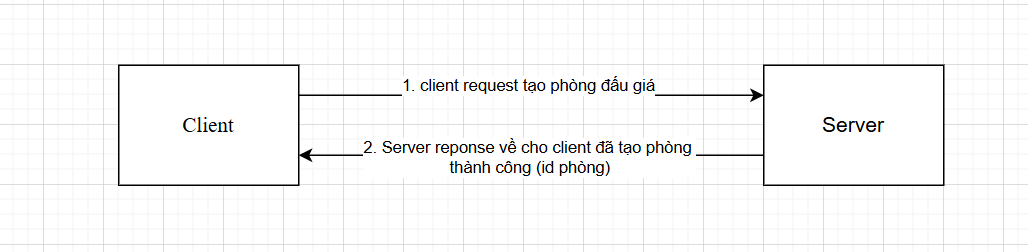 1. client request tạo phòng đấu giá
Client
Server
2. Server reponse về cho client đã tạo phòng
thành công (id phòng)